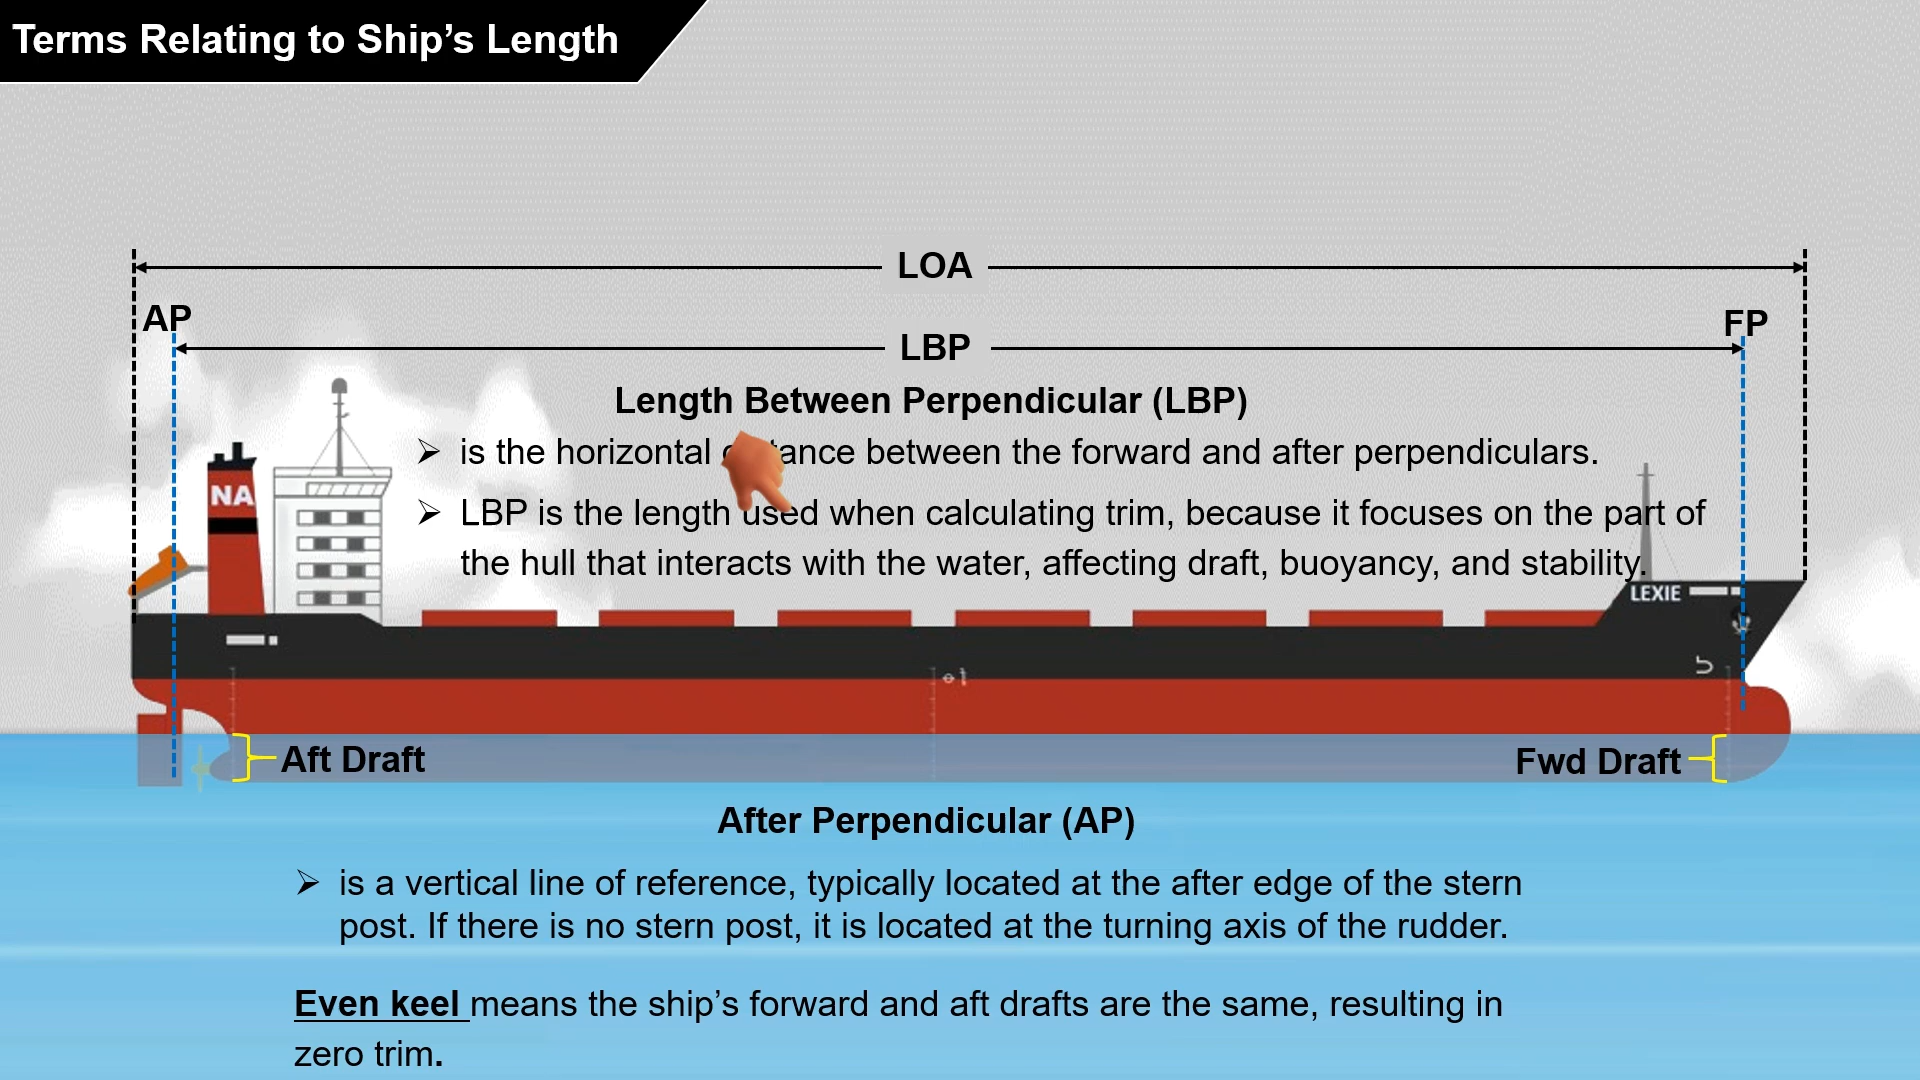 Terms Relating to Ship’s Length
LOA
AP
FP
LBP
Length Between Perpendicular (LBP)
➢ is the horizontal between the forward and after perpendiculars.
➢ LBP is the length used when calculating trim, because it focuses on the part of
the hull that interacts with the water, affecting draft, buoyancy, and stability.
NA
LEXIE
Aft Draft
Fwd Draft
After Perpendicular (AP)
➢ is a vertical line of reference, typically located at the after edge of the stern
post. If there is no stern post, it is located at the turning axis of the rudder.
Even keel means the ship’s forward and aft drafts are the same, resulting in
zero trim.